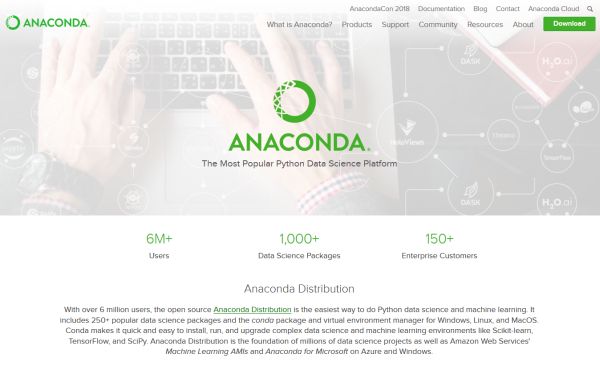 AnacondaCon 2018 Documentation Blog Contact Anaconda Cloud
ANACONDA
What is Anaconda? Products Support Community Resources About Download
DASK
H2O.ai
ANACONDA
HoloViews
TensorFlow
The Most Popular Python Data Science Platform
DASK
H2O.ai
6M+ 1,000+ 150+
Users Data Science Packages Enterprise Customers
Anaconda Distribution
With over 6 million users, the open source Anaconda Distribution is the easiest way to do Python data science and machine learning. It
includes 250+ popular data science packages and the conda package and virtual environment manager for Windows, Linux, and MacOS.
Conda makes it quick and easy to install, run, and upgrade complex data science and machine learning environments like Scikit-learn,
TensorFlow, and SciPy. Anaconda Distribution is the foundation of millions of data science projects as well as Amazon Web Services'
Machine Learning AMIs and Anaconda for Microsoft on Azure and Windows.